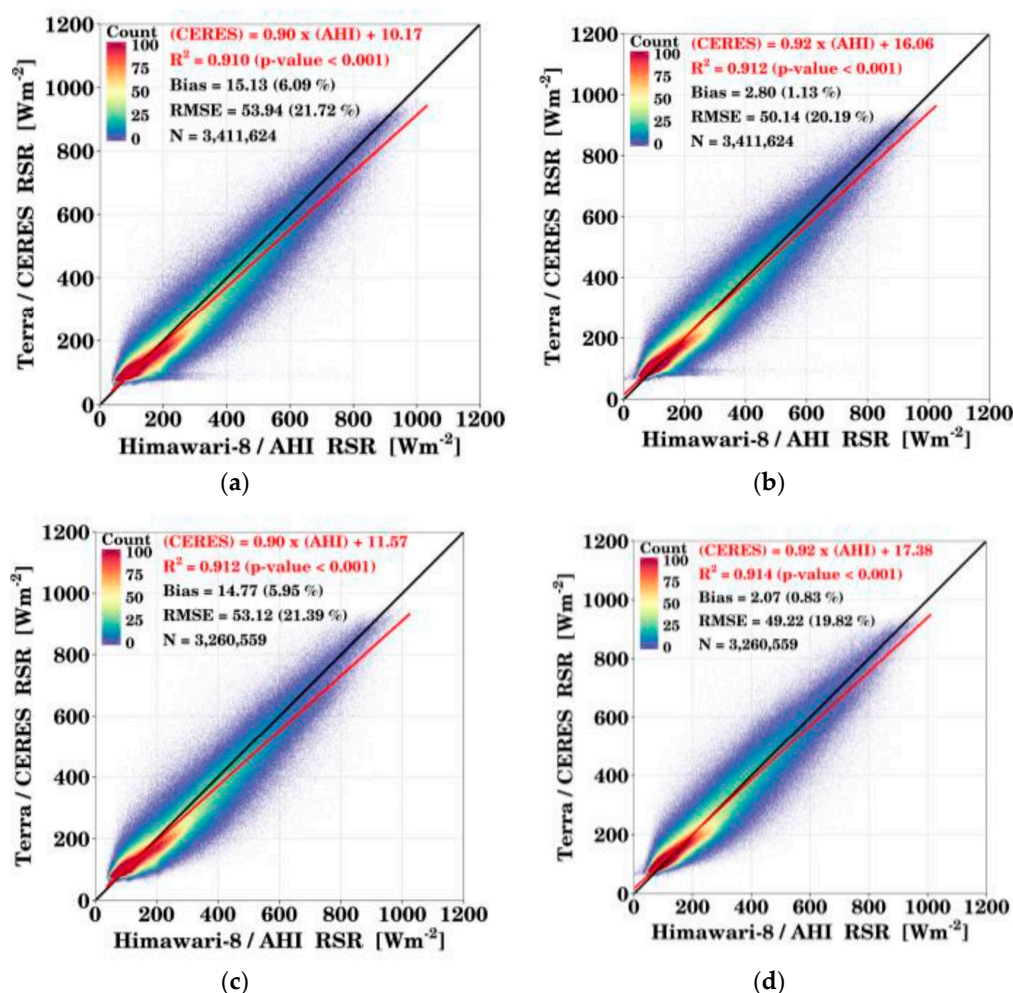 Count
100
75
50
25
0
(CERES) = 0.90 x (AHI) + 10.17
R² = 0.910 (p-value < 0.001)
Bias = 15.13 (6.09 %)
RMSE = 53.94 (21.72 %)
N = 3,411,624
Terra / CERES RSR [Wm⁻²]
1200
1000
800
600
400
200
0
0 200 400 600 800 1000 1200
Himawari-8 / AHI RSR [Wm⁻²]
(a)
Count
100
75
50
25
0
(CERES) = 0.92 x (AHI) + 16.06
R² = 0.912 (p-value < 0.001)
Bias = 2.80 (1.13 %)
RMSE = 50.14 (20.19 %)
N = 3,411,624
Terra / CERES RSR [Wm⁻²]
1200
1000
800
600
400
200
0
0 200 400 600 800 1000 1200
Himawari-8 / AHI RSR [Wm⁻²]
(b)
Count
100
75
50
25
0
(CERES) = 0.90 x (AHI) + 11.57
R² = 0.912 (p-value < 0.001)
Bias = 14.77 (5.95 %)
RMSE = 53.12 (21.39 %)
N = 3,260,559
Terra / CERES RSR [Wm⁻²]
1200
1000
800
600
400
200
0
0 200 400 600 800 1000 1200
Himawari-8 / AHI RSR [Wm⁻²]
(c)
Count
100
75
50
25
0
(CERES) = 0.92 x (AHI) + 17.38
R² = 0.914 (p-value < 0.001)
Bias = 2.07 (0.83 %)
RMSE = 49.22 (19.82 %)
N = 3,260,559
Terra / CERES RSR [Wm⁻²]
1200
1000
800
600
400
200
0
0 200 400 600 800 1000 1200
Himawari-8 / AHI RSR [Wm⁻²]
(d)